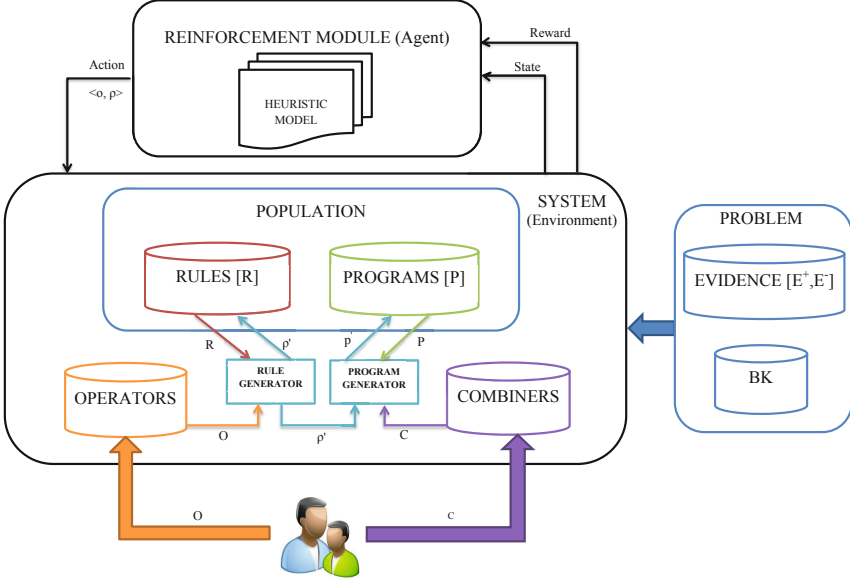 REINFORCEMENT MODULE (Agent)
Reward
State
Action
<o, ρ>
HEURISTIC
MODEL
SYSTEM
(Environment)
POPULATION
PROBLEM
RULES [R]
PROGRAMS [P]
EVIDENCE [E+,E-]
R
ρ'
p'
P
RULE
GENERATOR
PROGRAM
GENERATOR
OPERATORS
COMBINERS
BK
O
ρ'
C
O
C